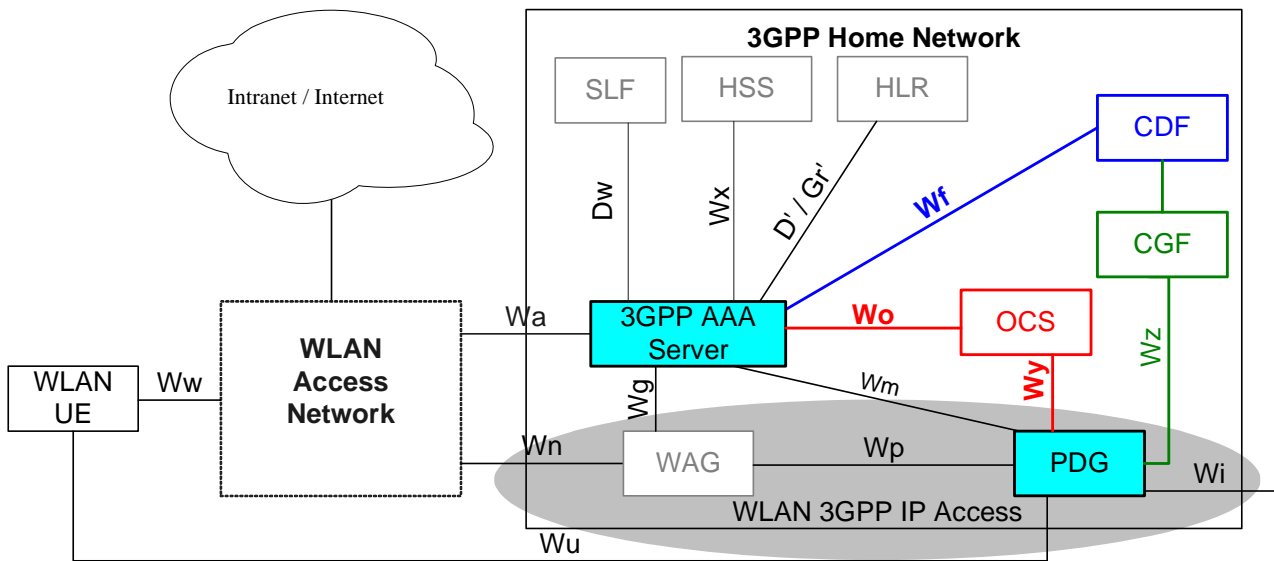 3GPP Home Network
Intranet / Internet
SLF
HSS
HLR
CDF
Dw
Wx
D' / Gr'
Wf
CGF
Wa
3GPP AAA
Server
Wo
OCS
Wz
WLAN
Access
Network
WLAN
UE
Ww
Wg
Wm
Wy
Wn
WAG
Wp
PDG
Wi
WLAN 3GPP IP Access
Wu